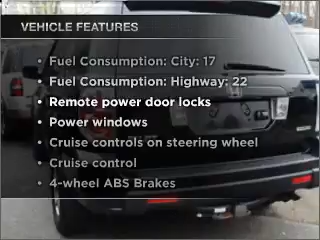 VEHICLE FEATURES
• Fuel Consumption: City: 17
• Fuel Consumption: Highway: 22
• Remote power door locks
• Power windows
• Cruise controls on steering wheel
• Cruise control
• 4-wheel ABS Brakes